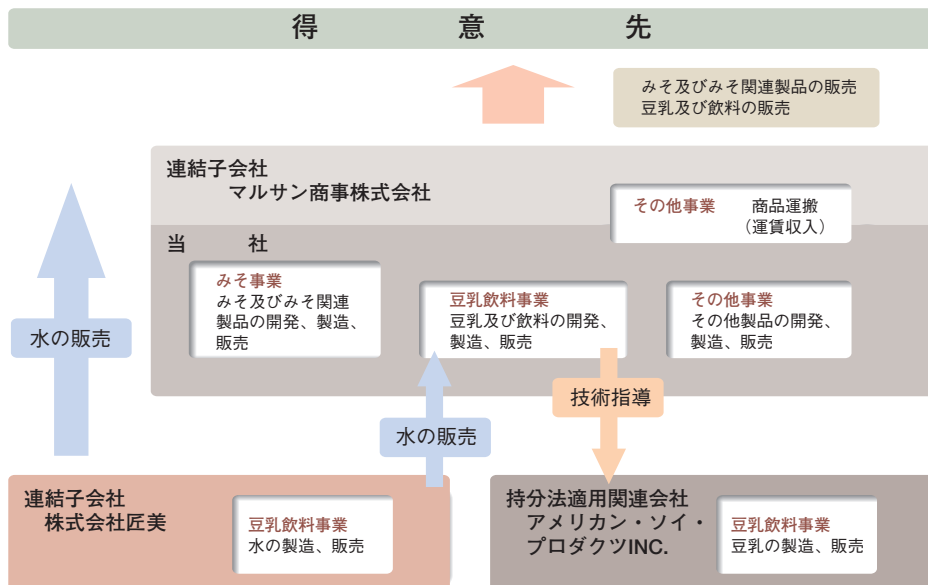 得意先
みそ及びみそ関連製品の販売
豆乳及び飲料の販売
連結子会社
マルサン商事株式会社
その他事業 商品運搬
（運賃収入）
当社
みそ事業
みそ及びみそ関連
製品の開発、製造、
販売
豆乳飲料事業
豆乳及び飲料の開発、
製造、販売
その他事業
その他製品の開発、
製造、販売
水の販売
技術指導
水の販売
連結子会社
株式会社匠美
豆乳飲料事業
水の製造、販売
持分法適用関連会社
アメリカン・ソイ・
プロダクツINC.
豆乳飲料事業
豆乳の製造、販売